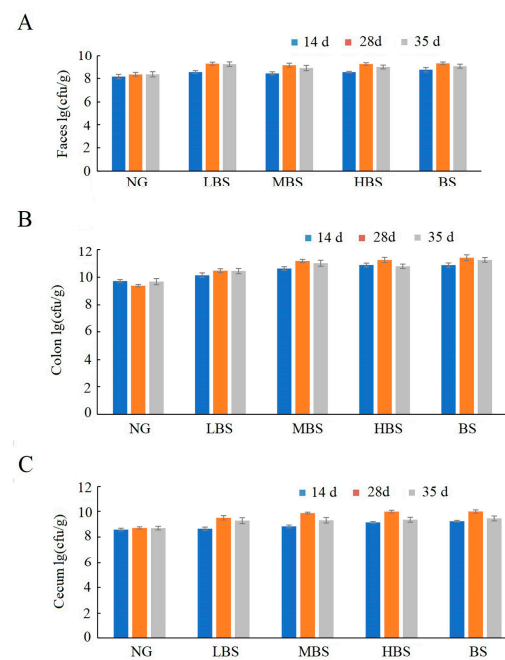 A
14 d 28d 35 d
Faces lg(cfu/g)
10
8
6
4
2
0
NG LBS MBS HBS BS
B
14 d 28d 35 d
Colon lg(cfu/g)
12
10
8
6
4
2
0
NG LBS MBS HBS BS
C
14 d 28d 35 d
Cecum lg(cfu/g)
12
10
8
6
4
2
0
NG LBS MBS HBS BS